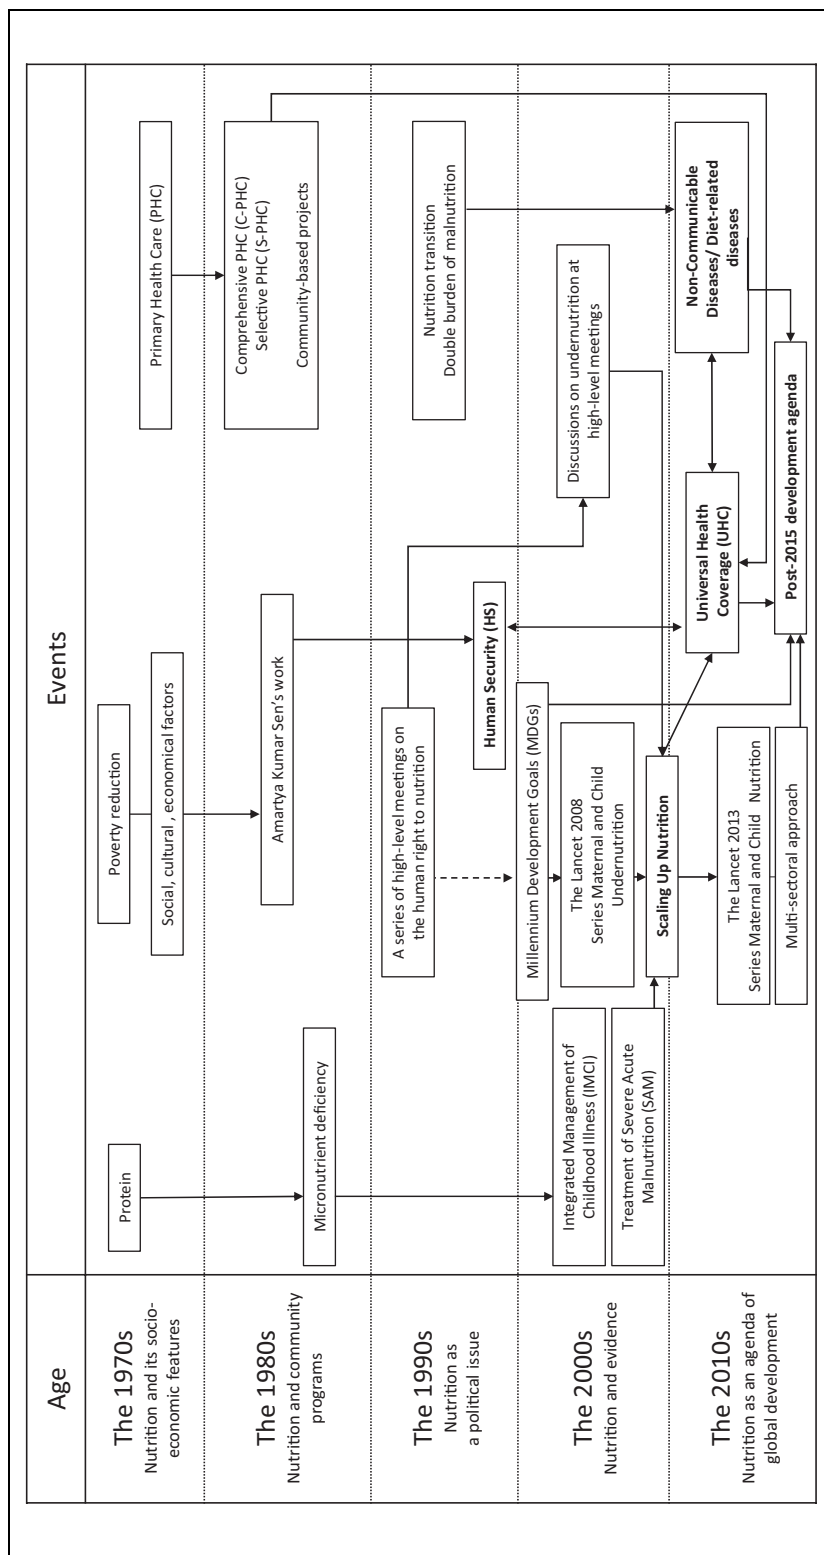 Age
Events
The 1970s
Nutrition and its socio-
economic features
Protein
Poverty reduction
Social, cultural , economical factors
Primary Health Care (PHC)
The 1980s
Nutrition and community
programs
Micronutrient deficiency
Amartya Kumar Sen's work
Comprehensive PHC (C-PHC)
Selective PHC (S-PHC)
Community-based projects
The 1990s
Nutrition as
a political issue
A series of high-level meetings on
the human right to nutrition
Human Security (HS)
Nutrition transition
Double burden of malnutrition
The 2000s
Nutrition and evidence
Integrated Management of
Childhood Illness (IMCI)
Treatment of Severe Acute
Malnutrition (SAM)
Millennium Development Goals (MDGs)
The Lancet 2008
Series Maternal and Child
Undernutrition
Scaling Up Nutrition
Discussions on undernutrition at
high-level meetings
The 2010s
Nutrition as an agenda of
global development
The Lancet 2013
Series Maternal and Child Nutrition
Multi-sectoral approach
Universal Health
Coverage (UHC)
Non-Communicable
Diseases/ Diet-related
diseases
Post-2015 development agenda